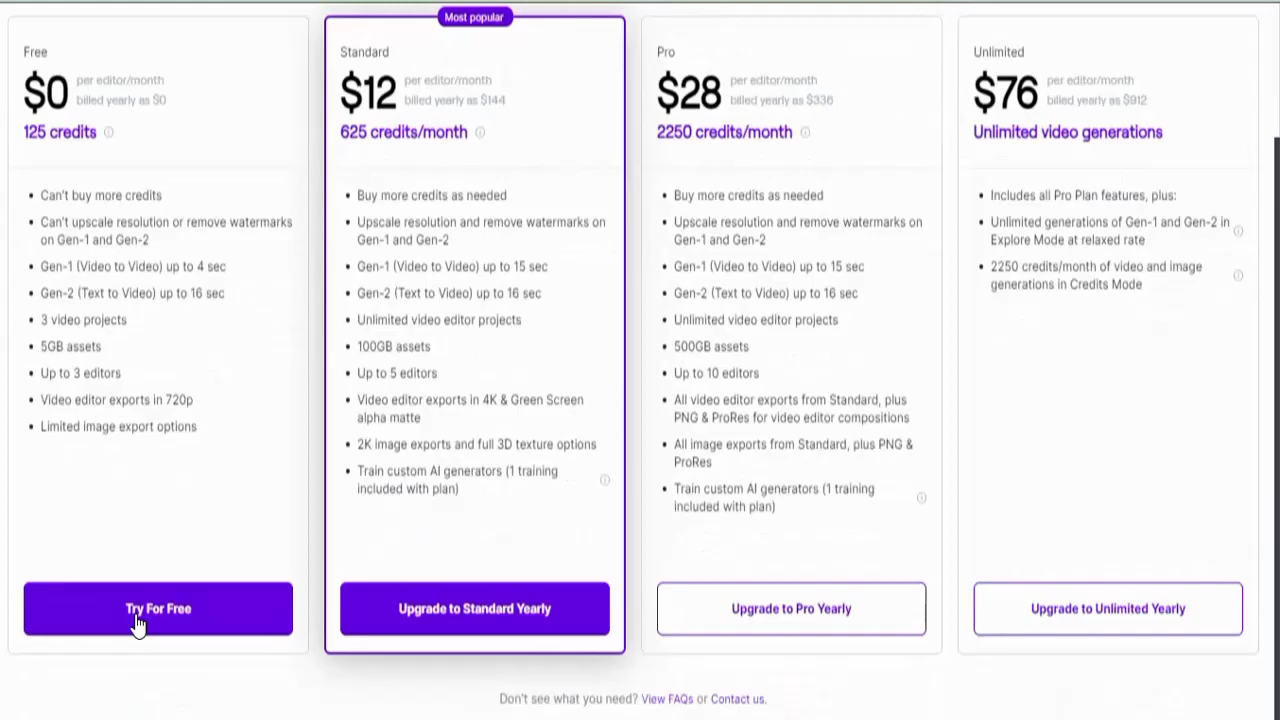 Most popular
Free
$0 per editor/month
billed yearly as $0
125 credits
Can't buy more credits
Can't upscale resolution or remove watermarks
on Gen-1 and Gen-2
Gen-1 (Video to Video) up to 4 sec
Gen-2 (Text to Video) up to 16 sec
3 video projects
5GB assets
Up to 3 editors
Video editor exports in 720p
Limited image export options
Try For Free
Standard
$12 per editor/month
billed yearly as $144
625 credits/month
Buy more credits as needed
Upscale resolution and remove watermarks on
Gen-1 and Gen-2
Gen-1 (Video to Video) up to 15 sec
Gen-2 (Text to Video) up to 16 sec
Unlimited video editor projects
100GB assets
Up to 5 editors
Video editor exports in 4K & Green Screen
alpha matte
2K image exports and full 3D texture options
Train custom AI generators (1 training
included with plan)
Upgrade to Standard Yearly
Pro
$28 per editor/month
billed yearly as $336
2250 credits/month
Buy more credits as needed
Upscale resolution and remove watermarks on
Gen-1 and Gen-2
Gen-1 (Video to Video) up to 15 sec
Gen-2 (Text to Video) up to 16 sec
Unlimited video editor projects
500GB assets
Up to 10 editors
All video editor exports from Standard, plus
PNG & ProRes for video editor compositions
All image exports from Standard, plus PNG &
ProRes
Train custom AI generators (1 training
included with plan)
Upgrade to Pro Yearly
Unlimited
$76 per editor/month
billed yearly as $912
Unlimited video generations
Includes all Pro Plan features, plus:
Unlimited generations of Gen-1 and Gen-2 in
Explore Mode at relaxed rate
2250 credits/month of video and image
generations in Credits Mode
Upgrade to Unlimited Yearly
Don't see what you need? View FAQs or Contact us.